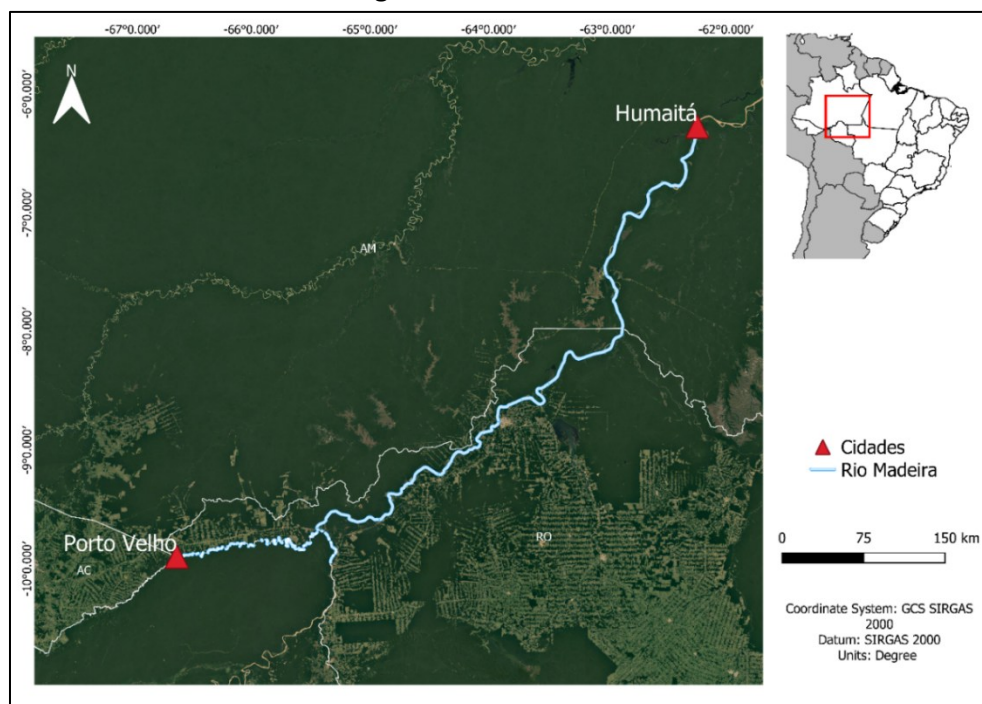 -67°0.000' -66°0.000' -65°0.000' -64°0.000' -63°0.000' -62°0.000'
-6°0.000'
-7°0.000'
-8°0.000'
-9°0.000'
-10°0.000'
N
Humaitá
AM
Porto Velho
AC
RO
Cidades
Rio Madeira
0 75 150 km
Coordinate System: GCS SIRGAS
2000
Datum: SIRGAS 2000
Units: Degree